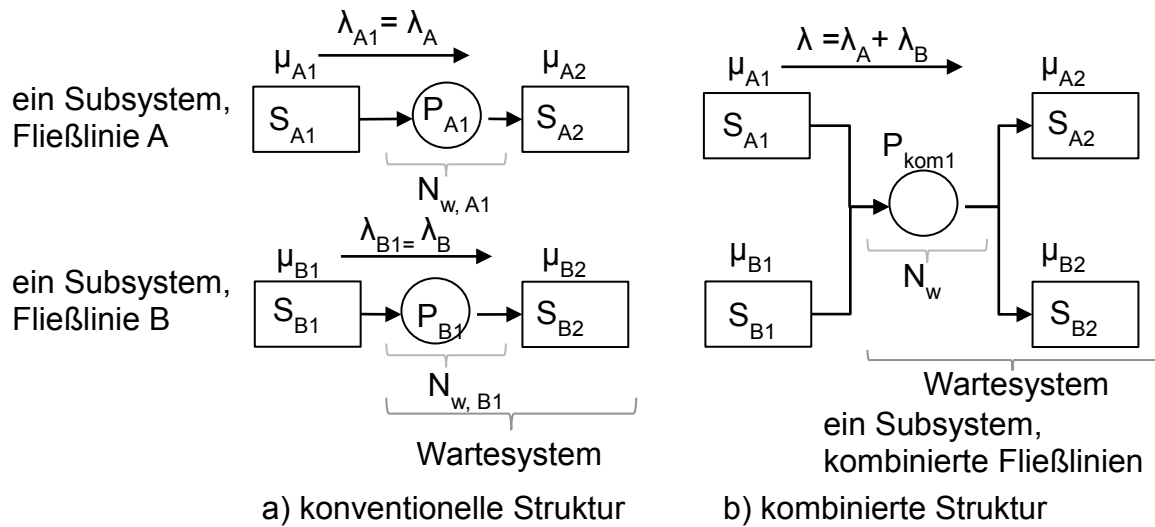 λA1= λA
μA1
μA2
ein Subsystem,
Fließlinie A
SA1
PA1
SA2
Nw, A1
λB1= λB
μB1
μB2
ein Subsystem,
Fließlinie B
SB1
PB1
SB2
Nw, B1
Wartesystem
a) konventionelle Struktur
λ =λA+ λB
μA1
μA2
SA1
SA2
Pkom1
μB1
Nw
μB2
SB1
SB2
Wartesystem
ein Subsystem,
kombinierte Fließlinien
b) kombinierte Struktur